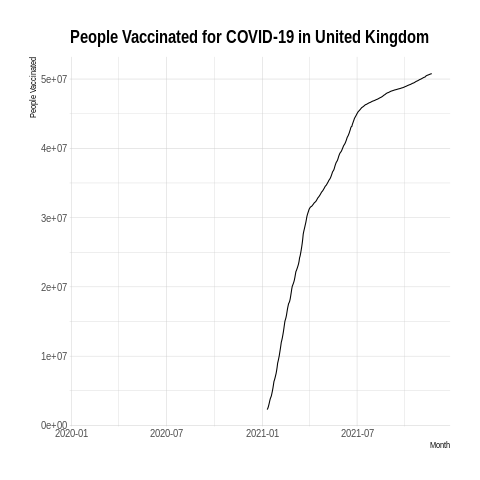 People Vaccinated for COVID-19 in United Kingdom
People Vaccinated
5e+07
4e+07
3e+07
2e+07
1e+07
0e+00
2020-01 2020-07 2021-01 2021-07
Month